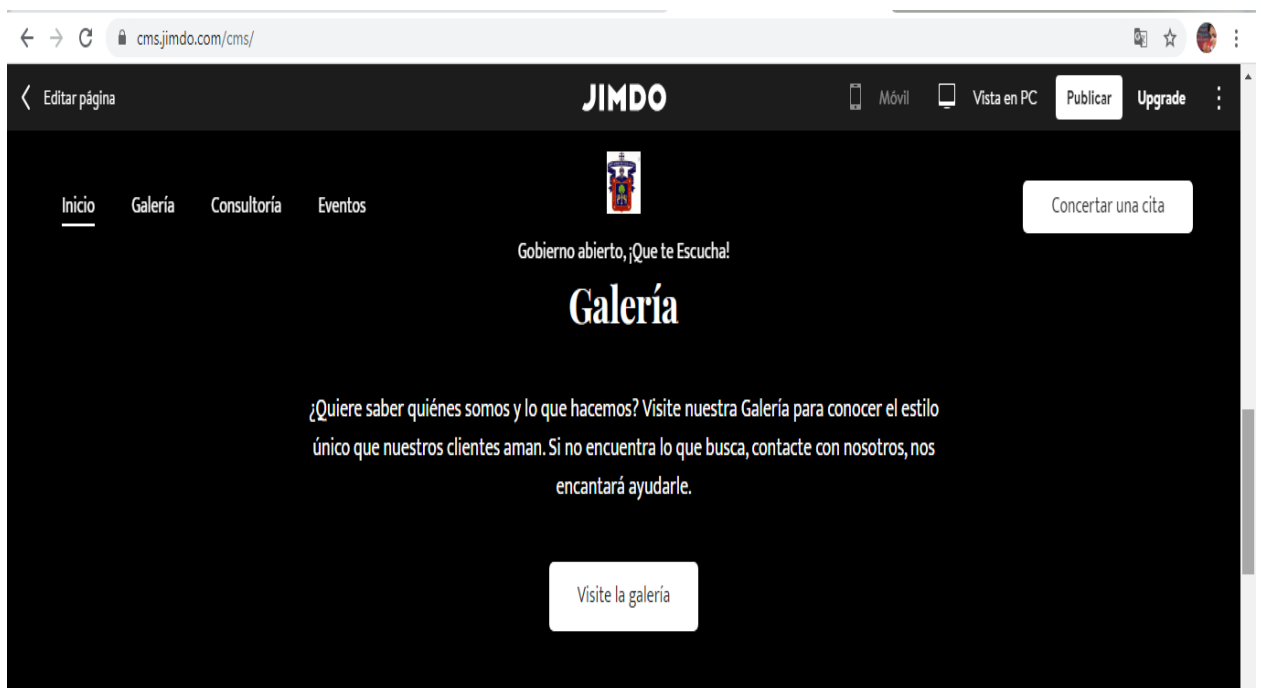 cms.jimdo.com/cms/
Editar página
JIMDO
Móvil
Vista en PC
Publicar
Upgrade
Inicio
Galería
Consultoría
Eventos
Concertar una cita
Gobierno abierto, ¡Que te Escucha!
Galería
¿Quiere saber quiénes somos y lo que hacemos? Visite nuestra Galería para conocer el estilo
único que nuestros clientes aman. Si no encuentra lo que busca, contacte con nosotros, nos
encantará ayudarle.
Visite la galería